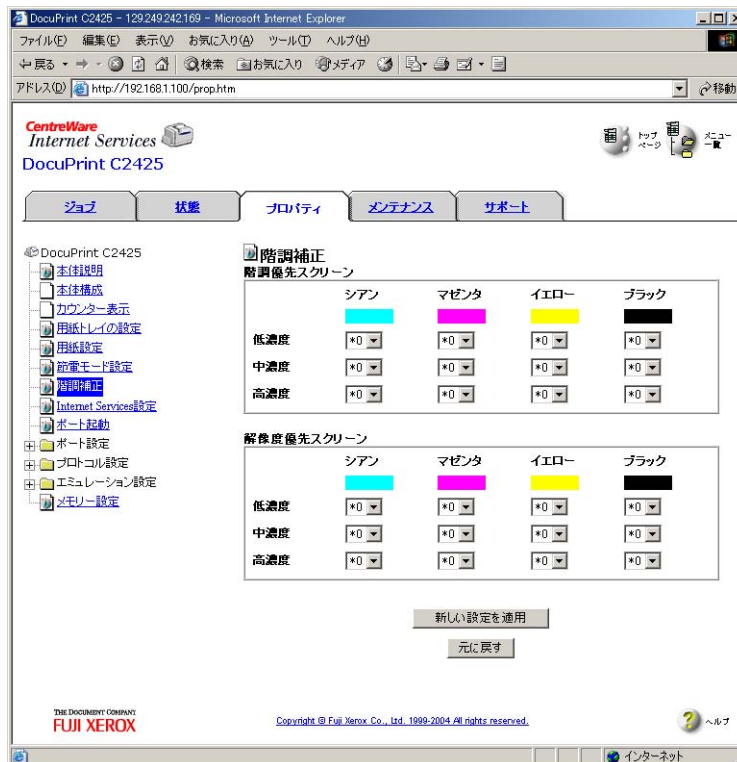 DocuPrint C2425 - 129.249.242.169 - Microsoft Internet Explorer
ファイル(F) 編集(E) 表示(V) お気に入り(A) ツール(T) ヘルプ(H)
戻る 検索 お気に入り メディア
アドレス(D) http://192.168.1.100/prop.htm 移動
CentreWare
Internet Services
DocuPrint C2425
トップページ
メニュー一覧
ジョブ 状態 プロパティ メンテナンス サポート
DocuPrint C2425
本体説明
本体構成
カウンター表示
用紙トレイの設定
用紙設定
節電モード設定
階調補正
Internet Services設定
ポート起動
ポート設定
プロトコル設定
エミュレーション設定
メモリー設定
階調補正
階調優先スクリーン
シアン マゼンタ イエロー ブラック
低濃度 *0 *0 *0 *0
中濃度 *0 *0 *0 *0
高濃度 *0 *0 *0 *0
解像度優先スクリーン
シアン マゼンタ イエロー ブラック
低濃度 *0 *0 *0 *0
中濃度 *0 *0 *0 *0
高濃度 *0 *0 *0 *0
新しい設定を適用
元に戻す
THE DOCUMENT COMPANY
FUJI XEROX
Copyright © Fuji Xerox Co., Ltd. 1999-2004 All rights reserved.
ヘルプ
インターネット